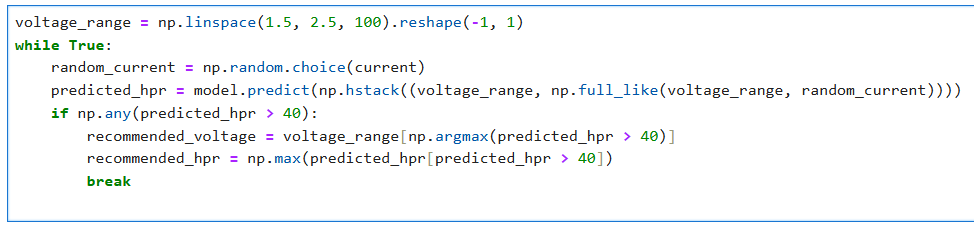 voltage_range = np.linspace(1.5, 2.5, 100).reshape(-1, 1)
while True:
    random_current = np.random.choice(current)
    predicted_hpr = model.predict(np.hstack((voltage_range, np.full_like(voltage_range, random_current))))
    if np.any(predicted_hpr > 40):
        recommended_voltage = voltage_range[np.argmax(predicted_hpr > 40)]
        recommended_hpr = np.max(predicted_hpr[predicted_hpr > 40])
        break